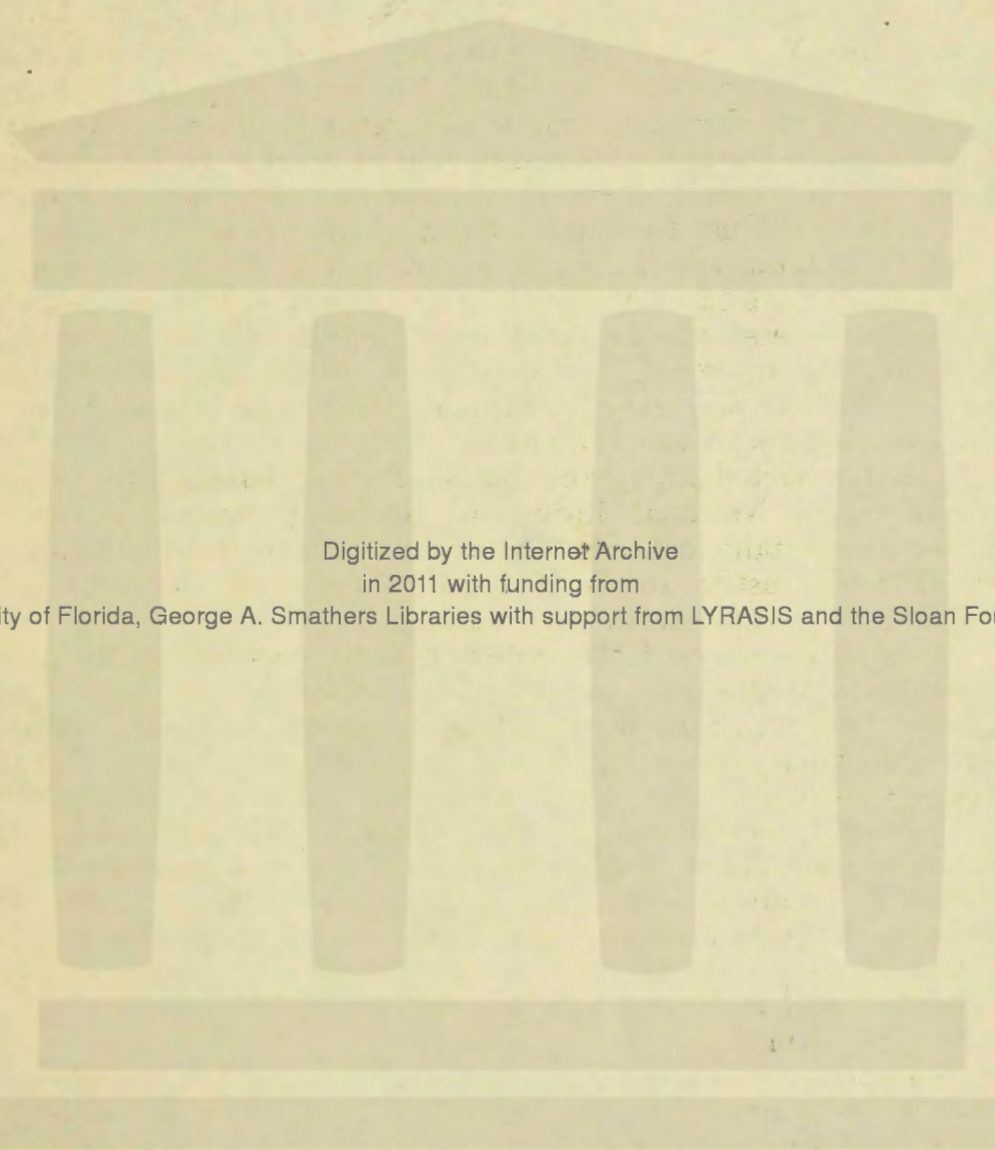 Digitized by the Internet Archive
in 2011 with funding from
ity of Florida, George A. Smathers Libraries with support from LYRASIS and the Sloan